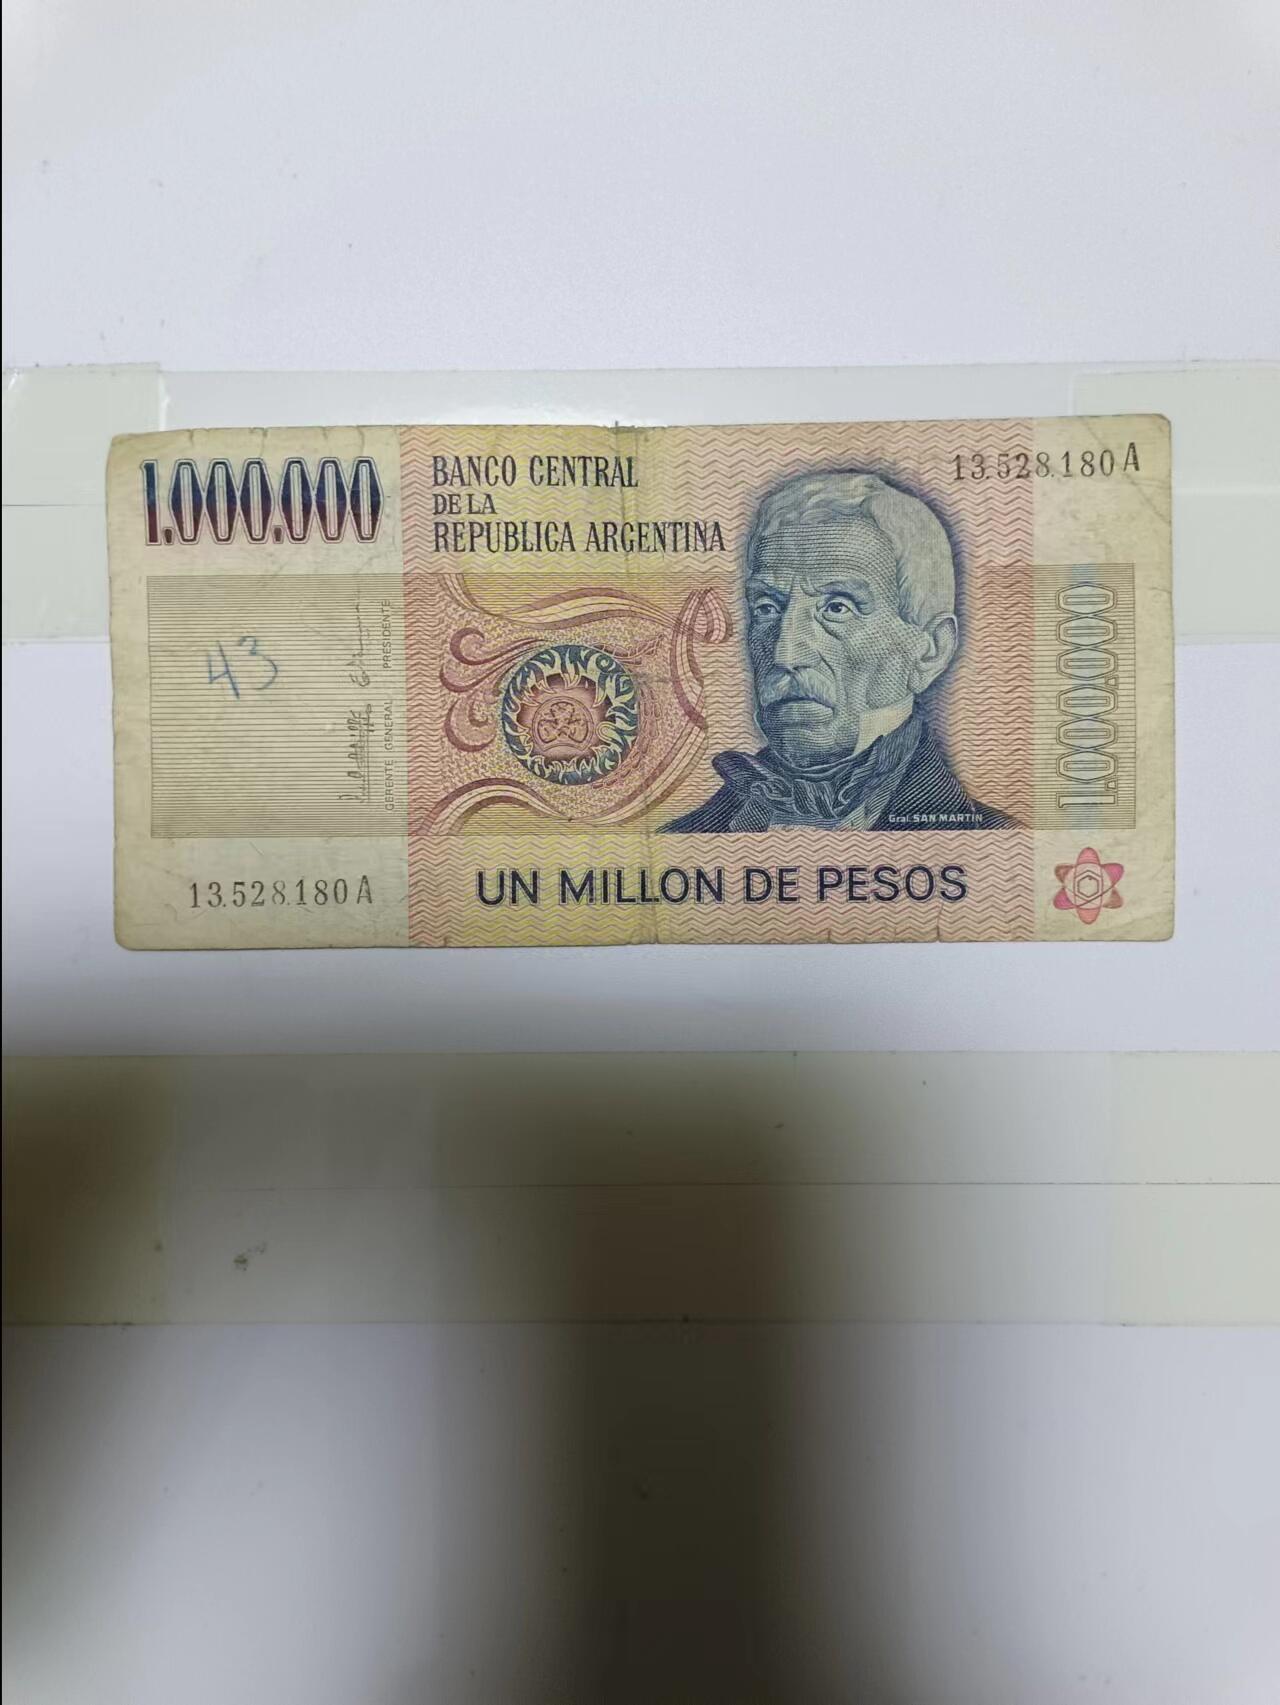 1.000.000
BANCO CENTRAL
DE LA
REPUBLICA ARGENTINA
13.528.180 A
43
GERENTE GENERAL
PRESIDENTE
1.000.000
Gral. SAN MARTIN
13.528.180 A
UN MILLON DE PESOS